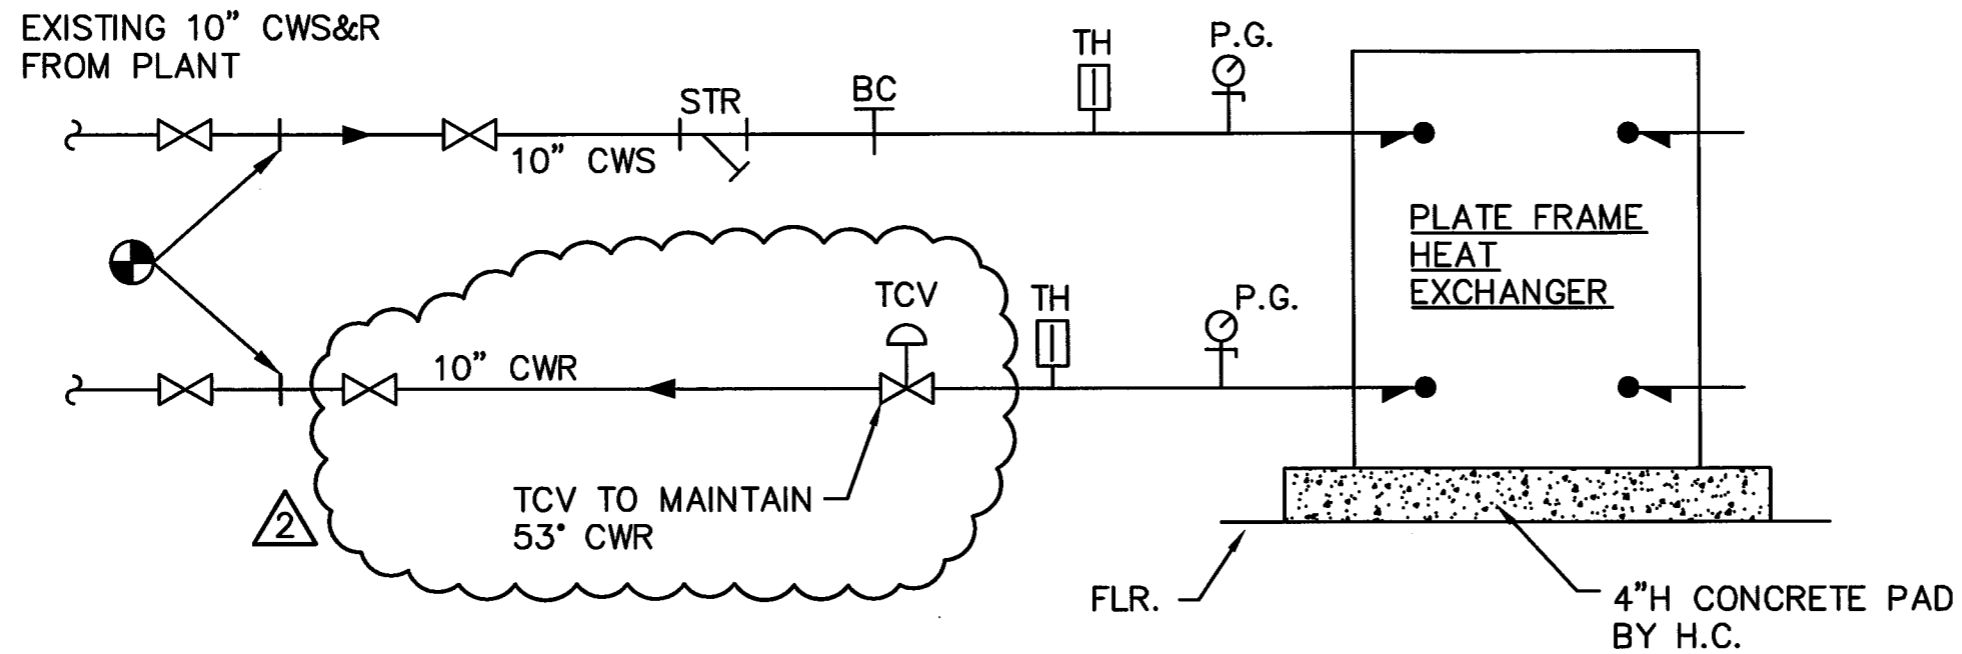 EXISTING 10" CWS&R
FROM PLANT
TH
P.G.
STR
BC
10" CWS
PLATE FRAME
HEAT
EXCHANGER
TCV
TH
P.G.
10" CWR
TCV TO MAINTAIN
53° CWR
2
FLR.
4"H CONCRETE PAD
BY H.C.